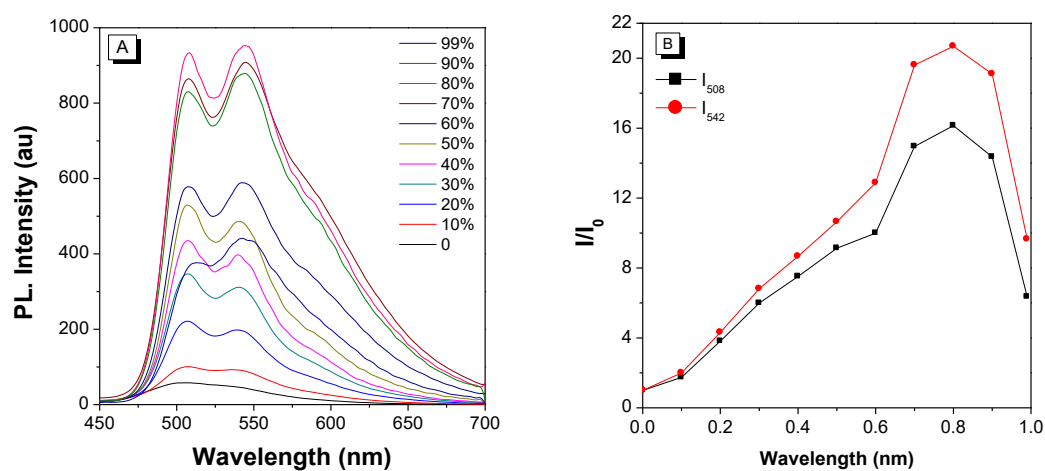 A
1000
800
600
400
200
0
PL. Intensity (au)
99%
90%
80%
70%
60%
50%
40%
30%
20%
10%
0
450 500 550 600 650 700
Wavelength (nm)
B
22
20
16
12
8
4
0
I/I0
I508
I542
0.0 0.2 0.4 0.6 0.8 1.0
Wavelength (nm)